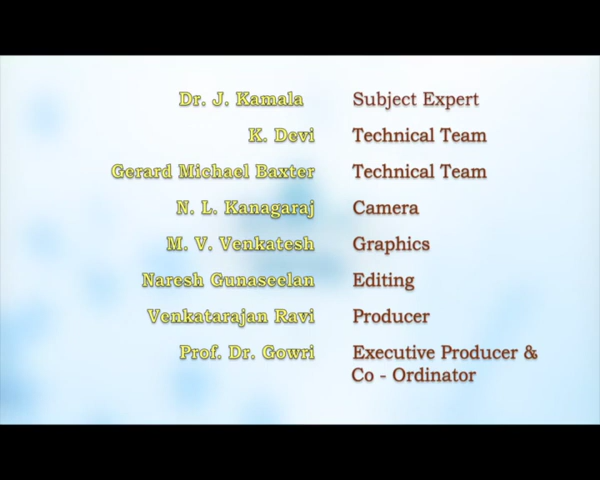 Dr. J. Kamala Subject Expert
K. Devi Technical Team
Gerard Michael Baxter Technical Team
N. L. Kanagaraj Camera
M. V. Venkatesh Graphics
Naresh Gunaseelan Editing
Venkatarajan Ravi Producer
Prof. Dr. Gowri Executive Producer &
Co - Ordinator